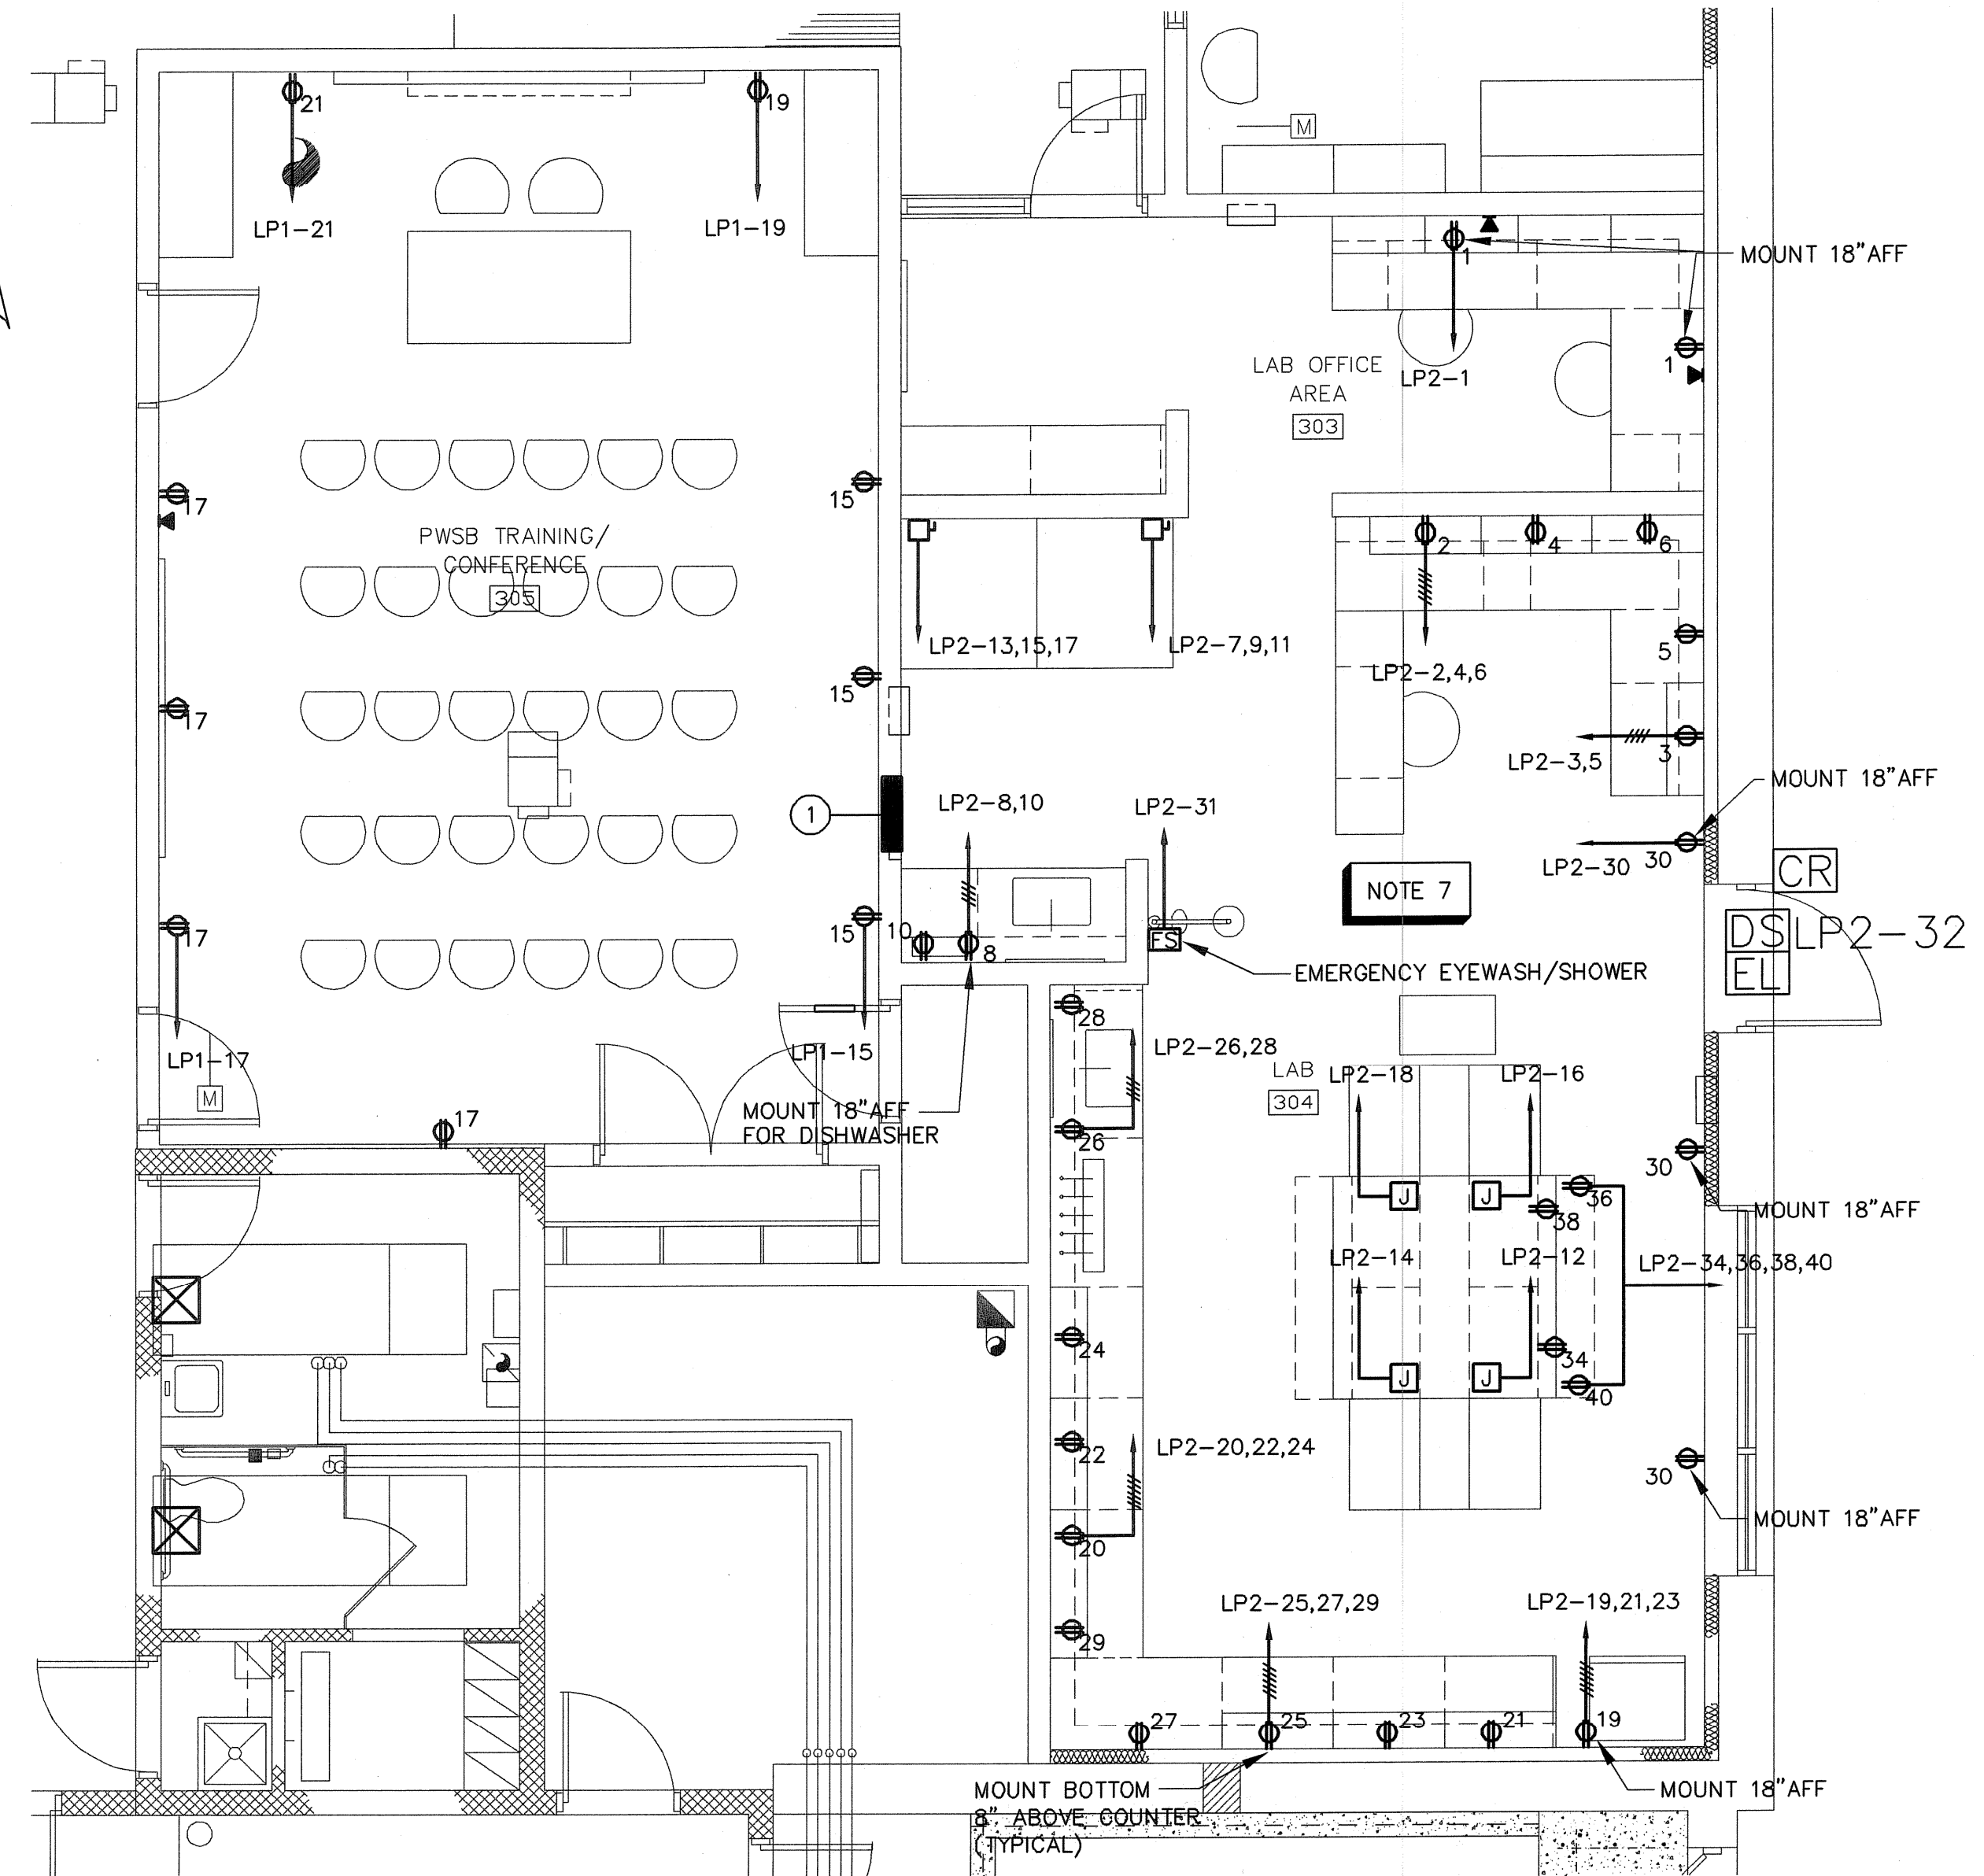 21
19
M
LP1-21
LP1-19
1
MOUNT 18"AFF
1
LAB OFFICE
AREA
303
LP2-1
17
15
PWSB TRAINING/
CONFERENCE
305
2
4
6
LP2-13,15,17
LP2-7,9,11
5
LP2-2,4,6
15
17
3
LP2-3,5
MOUNT 18"AFF
1
LP2-8,10
LP2-31
LP2-30
30
CR
NOTE 7
17
15
10
8
FS
DS
LP2-32
EL
EMERGENCY EYEWASH/SHOWER
28
LP1-17
LP1-15
LP2-26,28
M
LAB
304
LP2-18
LP2-16
MOUNT 18"AFF
FOR DISHWASHER
17
26
30
J
J
36
38
MOUNT 18"AFF
LP2-14
LP2-12
LP2-34,36,38,40
24
34
J
J
40
22
LP2-20,22,24
30
MOUNT 18"AFF
20
29
LP2-25,27,29
LP2-19,21,23
27
25
23
21
19
MOUNT BOTTOM
8" ABOVE COUNTER
(TYPICAL)
MOUNT 18"AFF